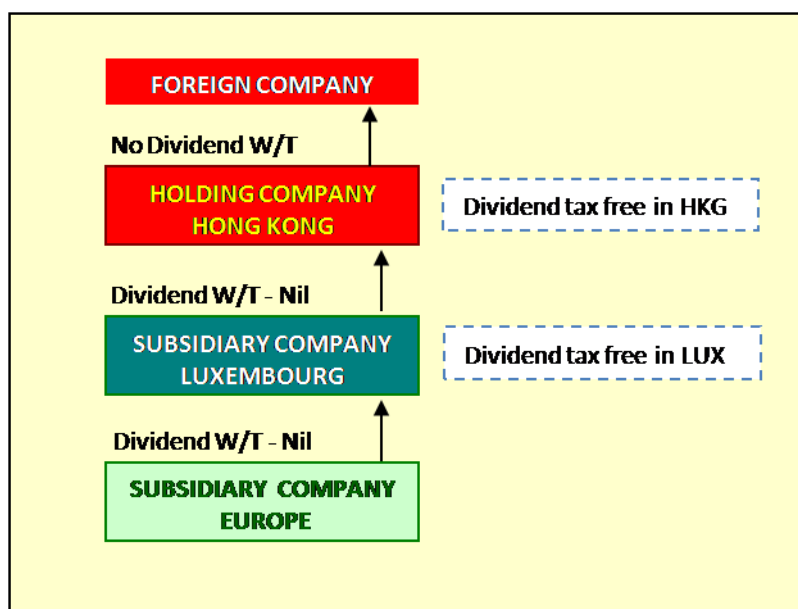 FOREIGN COMPANY
No Dividend W/T
HOLDING COMPANY
HONG KONG
Dividend tax free in HKG
Dividend W/T - Nil
SUBSIDIARY COMPANY
LUXEMBOURG
Dividend tax free in LUX
Dividend W/T - Nil
SUBSIDIARY COMPANY
EUROPE